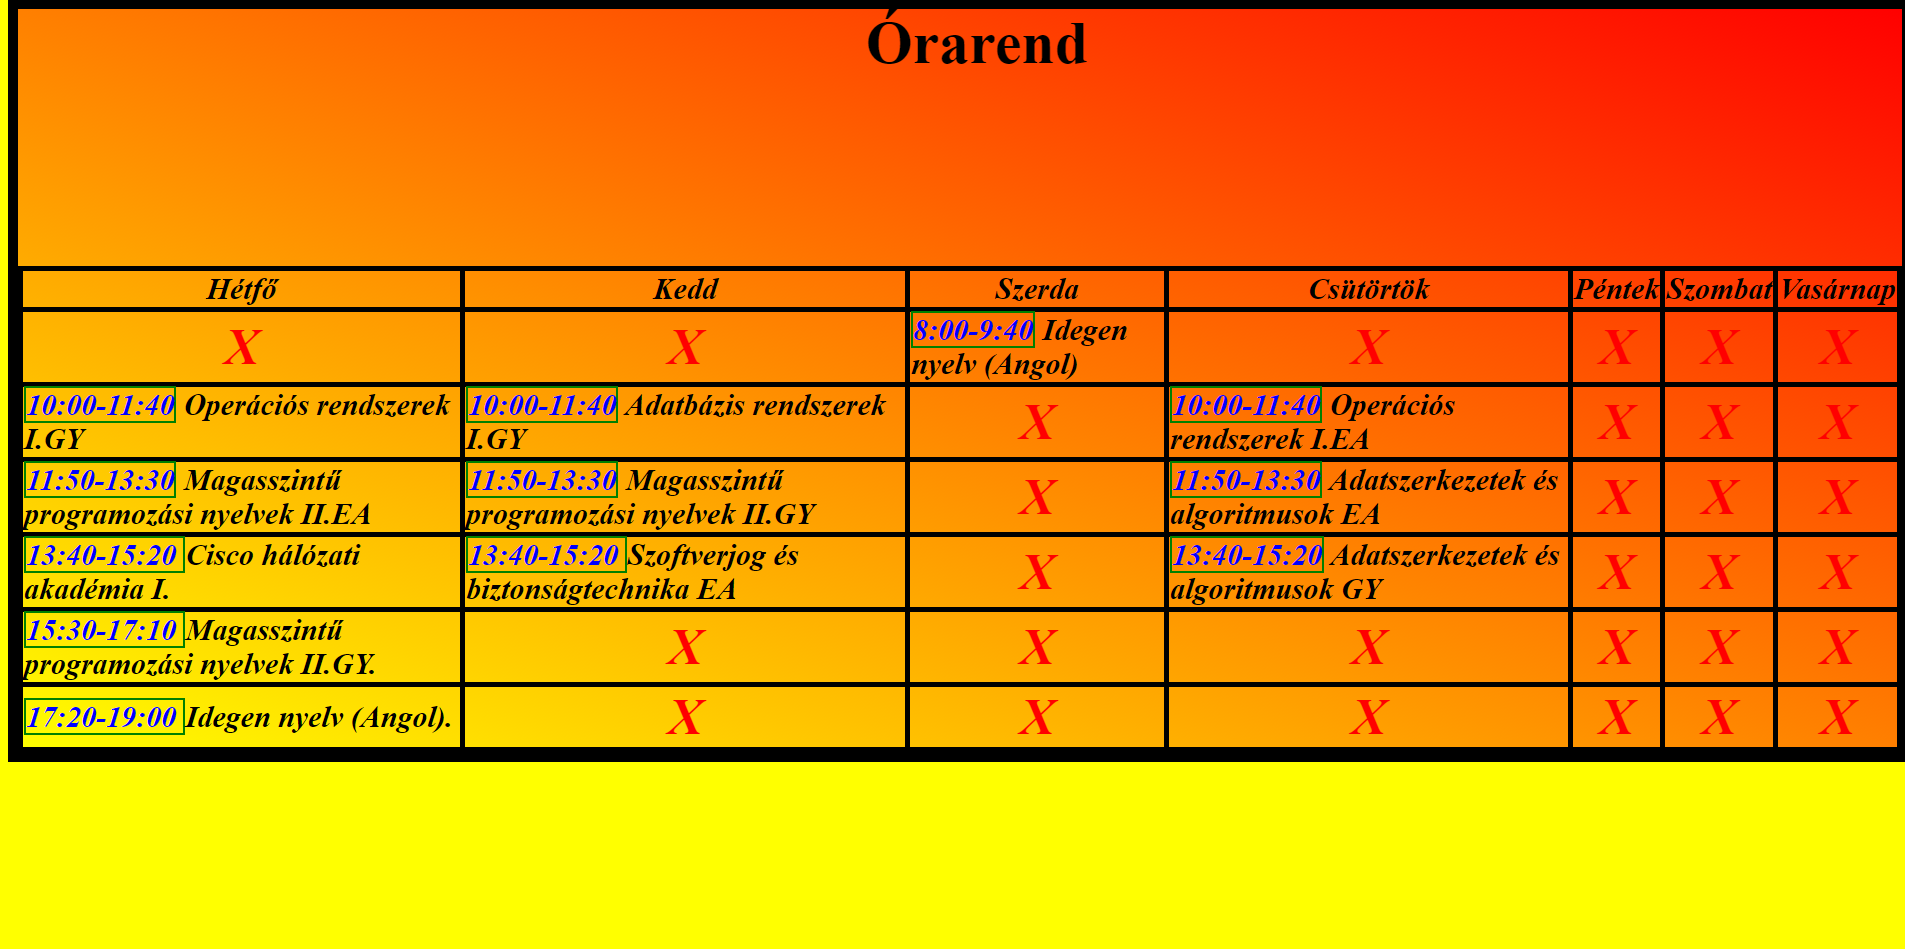 Órarend
Hétfő Kedd Szerda Csütörtök Péntek Szombat Vasárnap
X X 8:00-9:40 Idegen X X X X
nyelv (Angol)
10:00-11:40 Operációs rendszerek 10:00-11:40 Adatbázis rendszerek X 10:00-11:40 Operációs X X X
I.GY I.GY rendszerek I.EA
11:50-13:30 Magasszintű 11:50-13:30 Magasszintű X 11:50-13:30 Adatszerkezetek és X X X
programozási nyelvek II.EA programozási nyelvek II.GY algoritmusok EA
13:40-15:20 Cisco hálózati 13:40-15:20 Szoftverjog és X 13:40-15:20 Adatszerkezetek és X X X
akadémia I. biztonságtechnika EA algoritmusok GY
15:30-17:10 Magasszintű X X X X X X
programozási nyelvek II.GY.
17:20-19:00 Idegen nyelv (Angol). X X X X X X